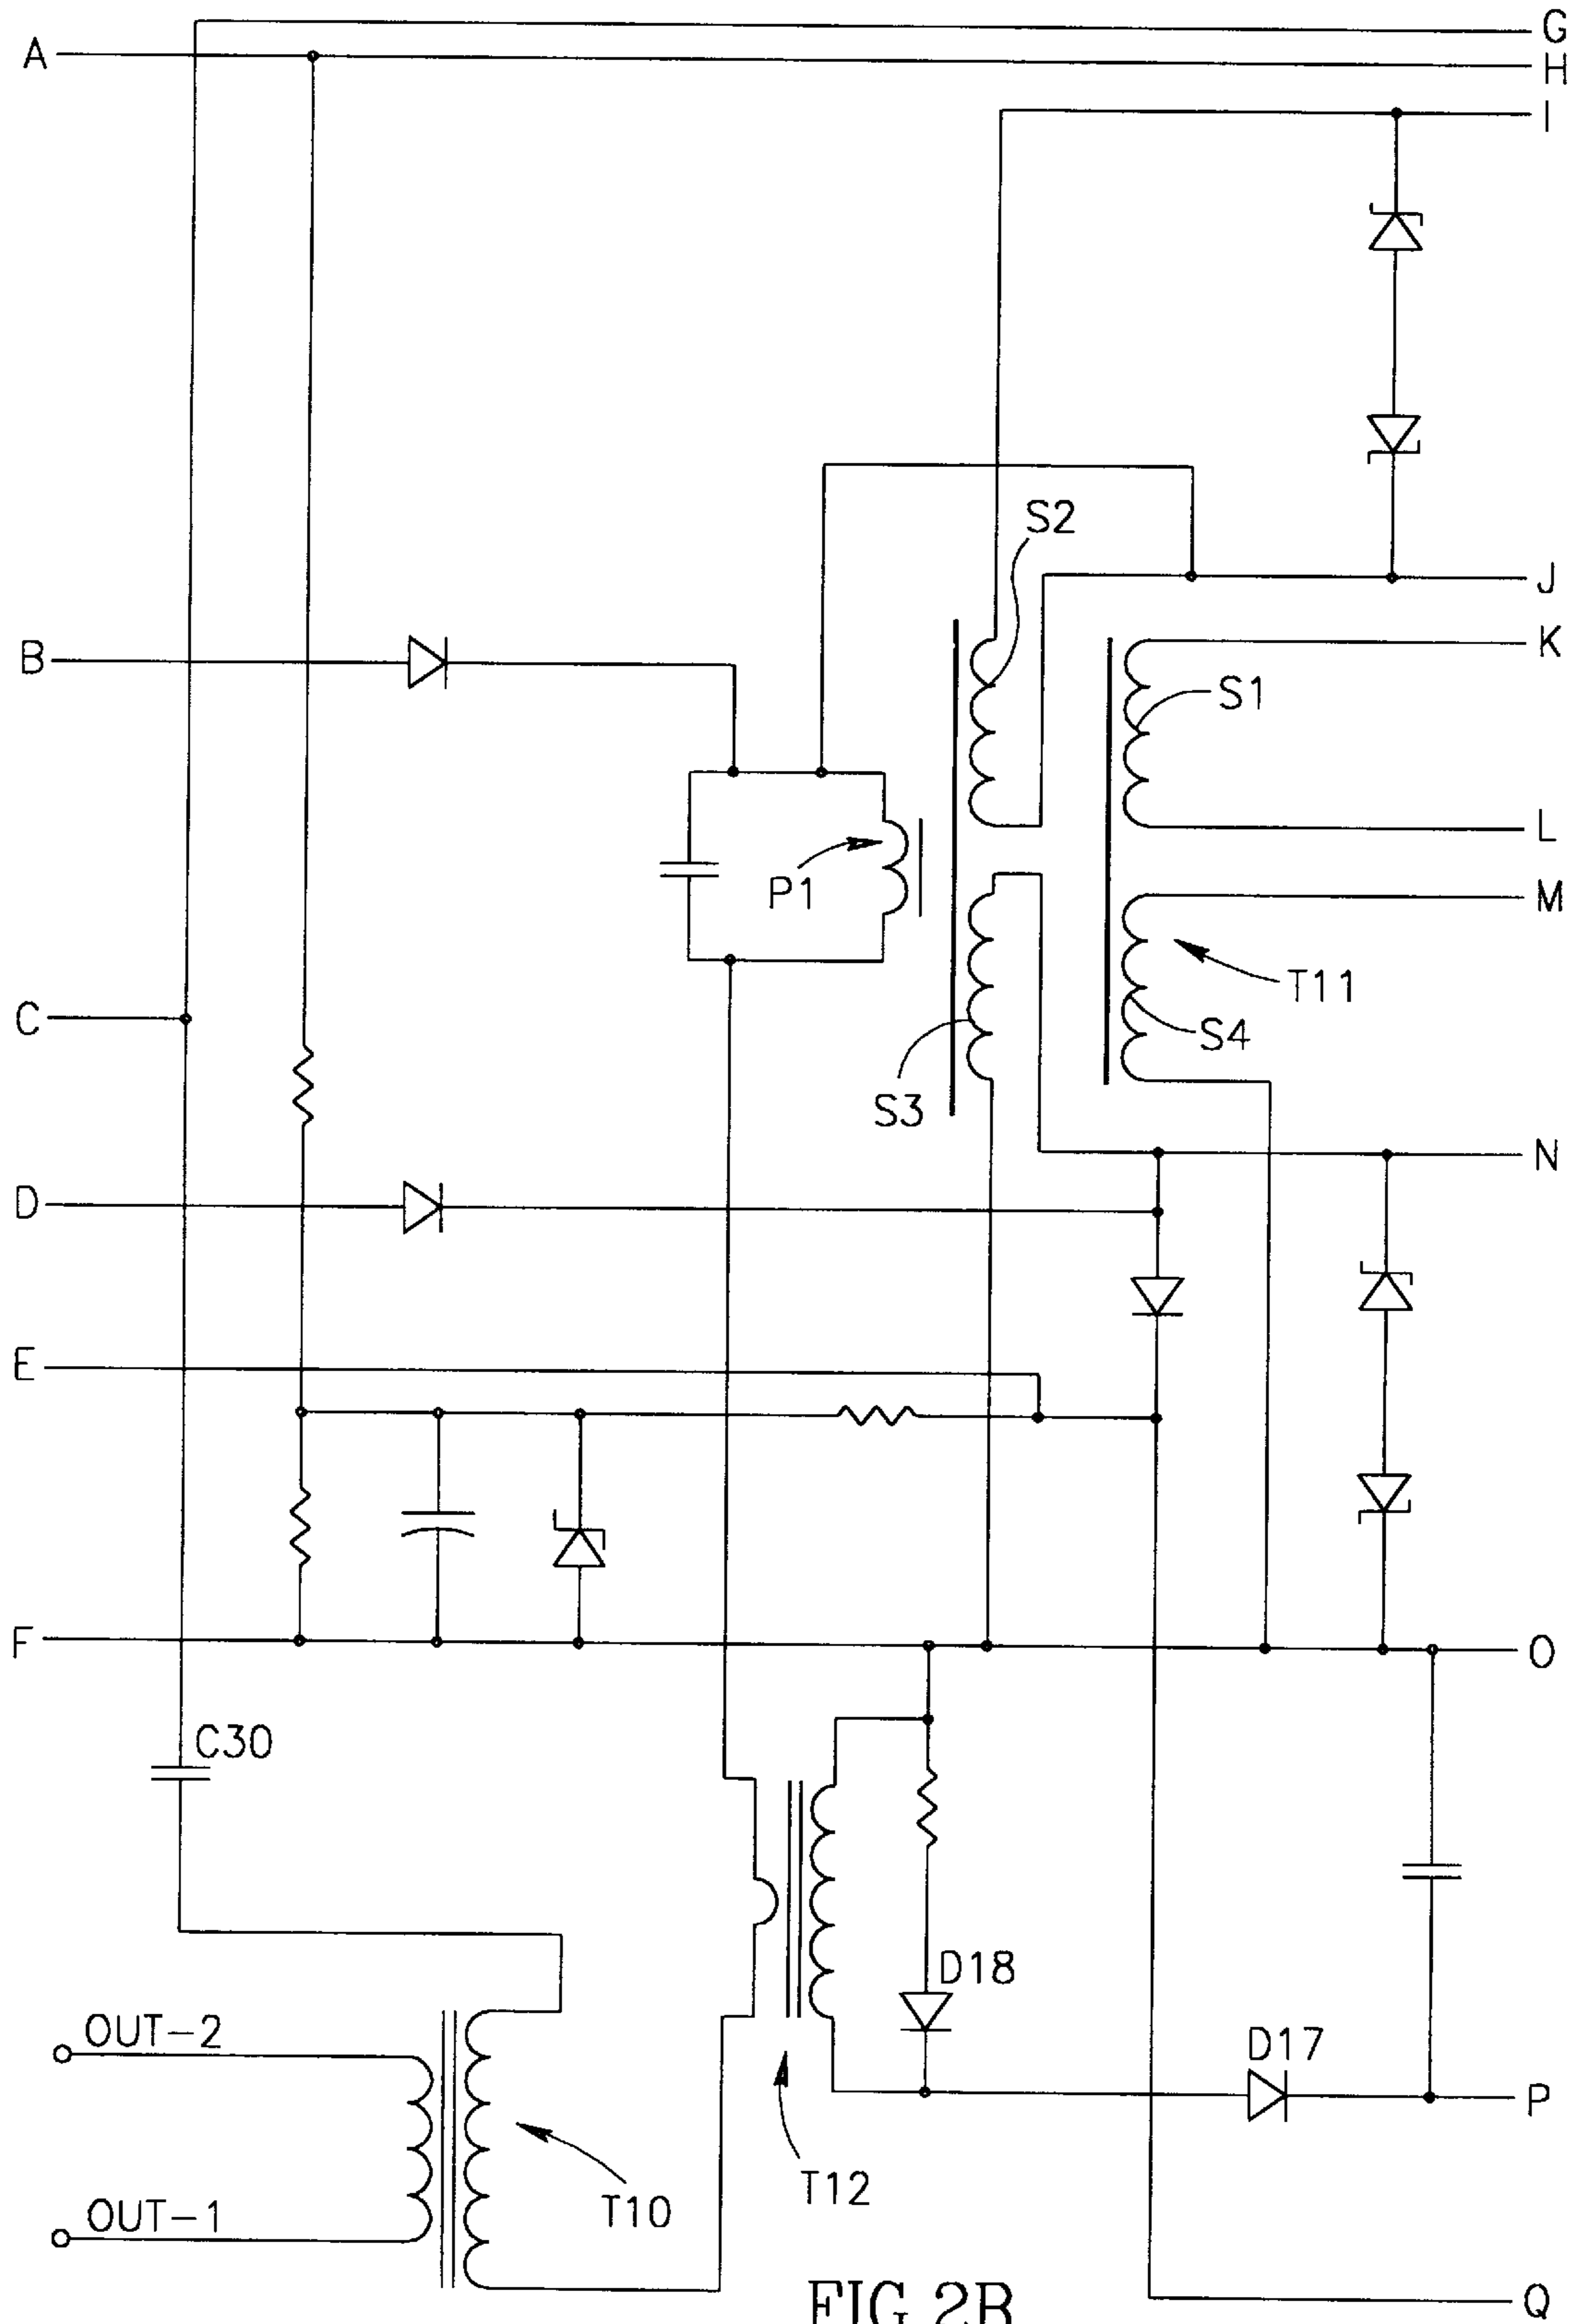 G
A
H
I
S2
J
B
K
S1
L
P1
M
C
T11
S4
S3
N
D
E
F
O
C30
D18
OUT-2
D17
P
T12
T10
OUT-1
FIG.2B
Q